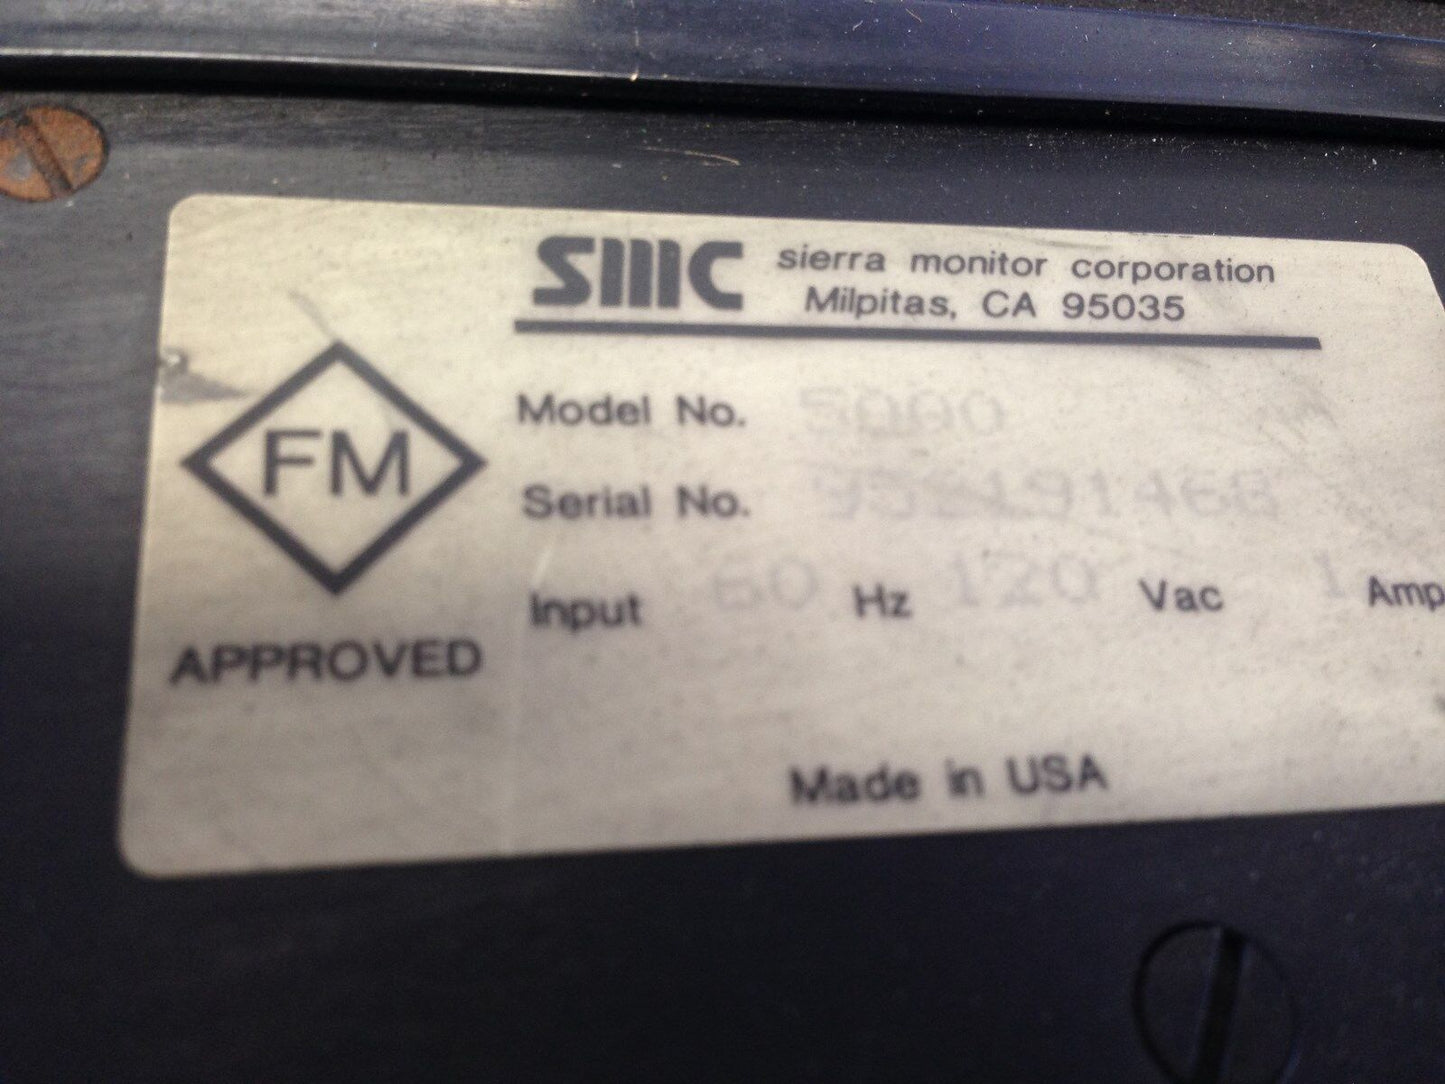 SMC sierra monitor corporation
Milpitas, CA 95035
Model No. 5000
Serial No.
FM
Input 60 Hz 120 Vac 1 Amp
APPROVED
Made in USA